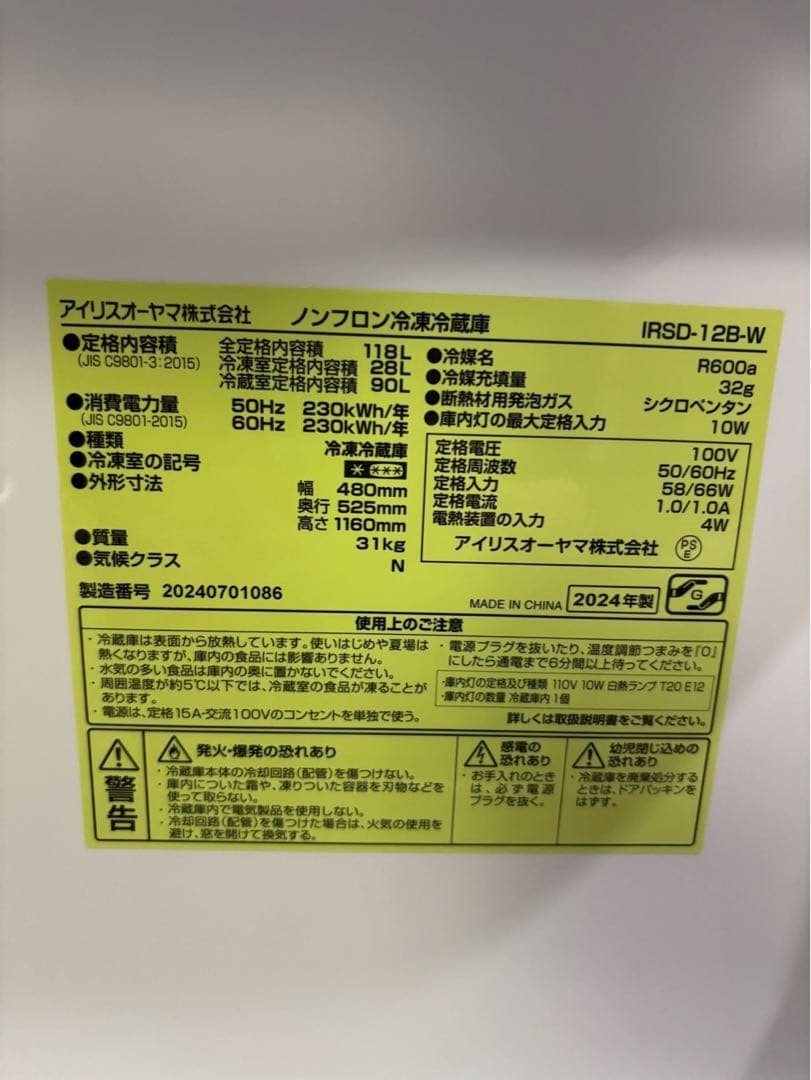 アイリスオーヤマ株式会社 ノンフロン冷凍冷蔵庫 IRSD-12B-W
●定格内容積 全定格内容積 118L
(JIS C9801-3:2015) 冷凍室定格内容積 28L
冷蔵室定格内容積 90L
●消費電力量 50Hz 230kWh/年
(JIS C9801-2015) 60Hz 230kWh/年
●種類 冷凍冷蔵庫
●冷凍室の記号 * ***
●外形寸法 幅 480mm
奥行 525mm
高さ 1160mm
●質量 31kg
●気候クラス N
●冷媒名 R600a
●冷媒充填量 32g
●断熱材用発泡ガス シクロペンタン
●庫内灯の最大定格入力 10W
定格電圧 100V
定格周波数 50/60Hz
定格入力 58/66W
定格電流 1.0/1.0A
電熱装置の入力 4W
アイリスオーヤマ株式会社 PS E
製造番号 20240701086
MADE IN CHINA 2024年製 G
使用上のご注意
・冷蔵庫は表面から放熱しています。使いはじめや夏場は
熱くなりますが、庫内の食品には影響ありません。
・水気の多い食品は庫内の奥に置かないでください。
・周囲温度が約5℃以下では、冷蔵室の食品が凍ることが
あります。
・電源は、定格15A・交流100Vのコンセントを単独で使う。
・電源プラグを抜いたり、温度調節つまみを「0」
にしたら通電まで6分間以上待ってください。
・庫内灯の定格及び種類 110V 10W 白熱ランプ T20 E12
・庫内灯の数量 冷蔵庫内 1個
詳しくは取扱説明書をご覧ください。
警告
発火・爆発の恐れあり
・冷蔵庫本体の冷却回路(配管)を傷つけない。
・庫内についた霜や、凍りついた容器を刃物などを
使って取らない。
・冷蔵庫内で電気製品を使用しない。
・冷却回路(配管)を傷つけた場合は、火気の使用を
避け、窓を開けて換気する。
感電の
恐れあり
・お手入れのとき
は、必ず電源
プラグを抜く。
幼児閉じ込めの
恐れあり
・冷蔵庫を廃棄処分する
ときは、ドアパッキンを
はずす。